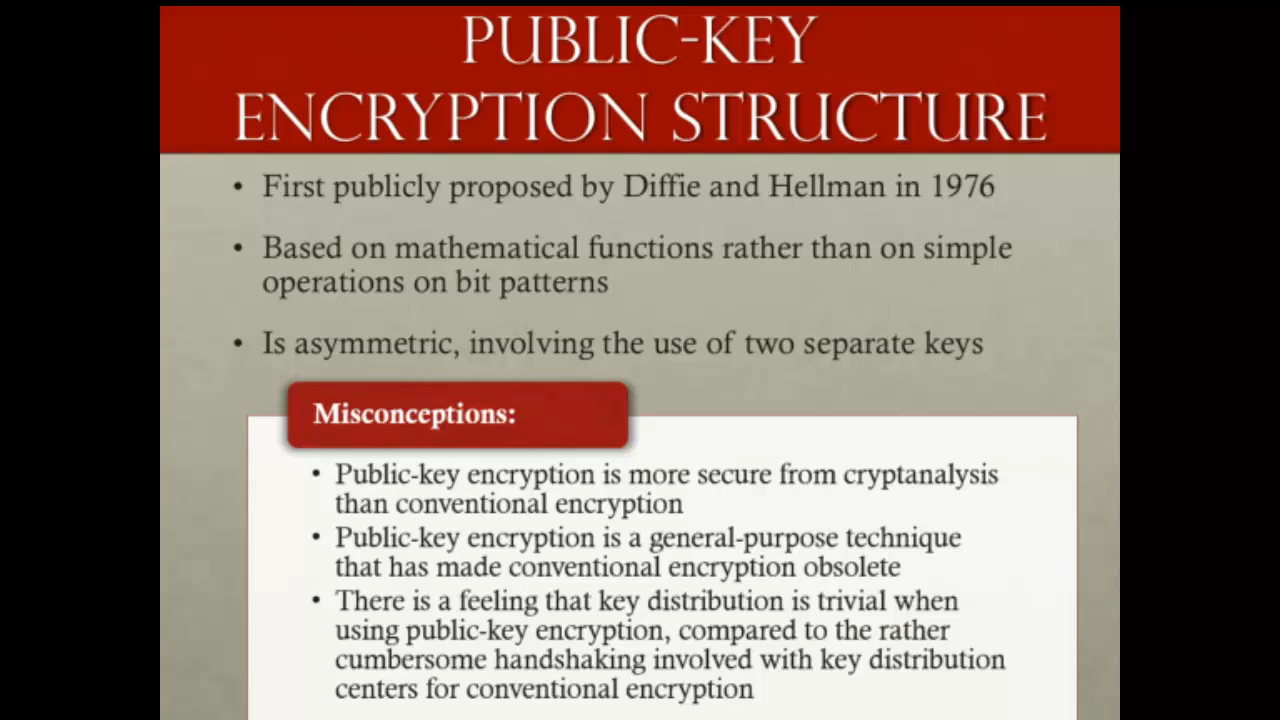 PUBLIC-KEY
ENCRYPTION STRUCTURE
• First publicly proposed by Diffie and Hellman in 1976
• Based on mathematical functions rather than on simple
operations on bit patterns
• Is asymmetric, involving the use of two separate keys
Misconceptions:
• Public-key encryption is more secure from cryptanalysis
than conventional encryption
• Public-key encryption is a general-purpose technique
that has made conventional encryption obsolete
• There is a feeling that key distribution is trivial when
using public-key encryption, compared to the rather
cumbersome handshaking involved with key distribution
centers for conventional encryption